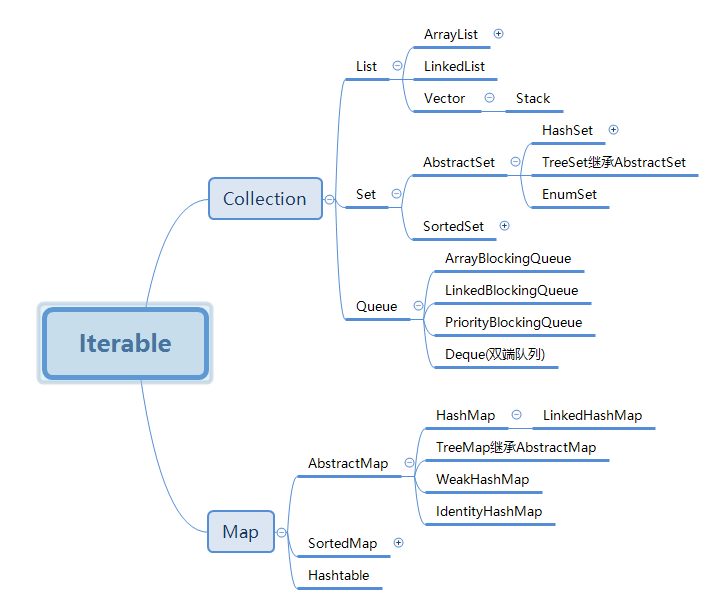 Iterable
Collection
List
ArrayList
LinkedList
Vector
Stack
Set
AbstractSet
HashSet
TreeSet继承AbstractSet
EnumSet
SortedSet
Queue
ArrayBlockingQueue
LinkedBlockingQueue
PriorityBlockingQueue
Deque(双端队列)
Map
AbstractMap
HashMap
LinkedHashMap
TreeMap继承AbstractMap
WeakHashMap
IdentityHashMap
SortedMap
Hashtable